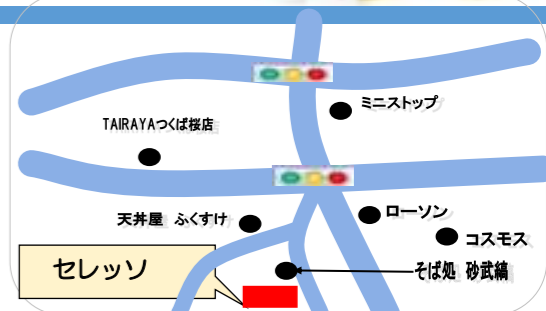 ミニストップ
TAIRAYAつくば桜店
天丼屋 ふくすけ
ローソン
コスモス
セレッソ
そば処 砂武縞